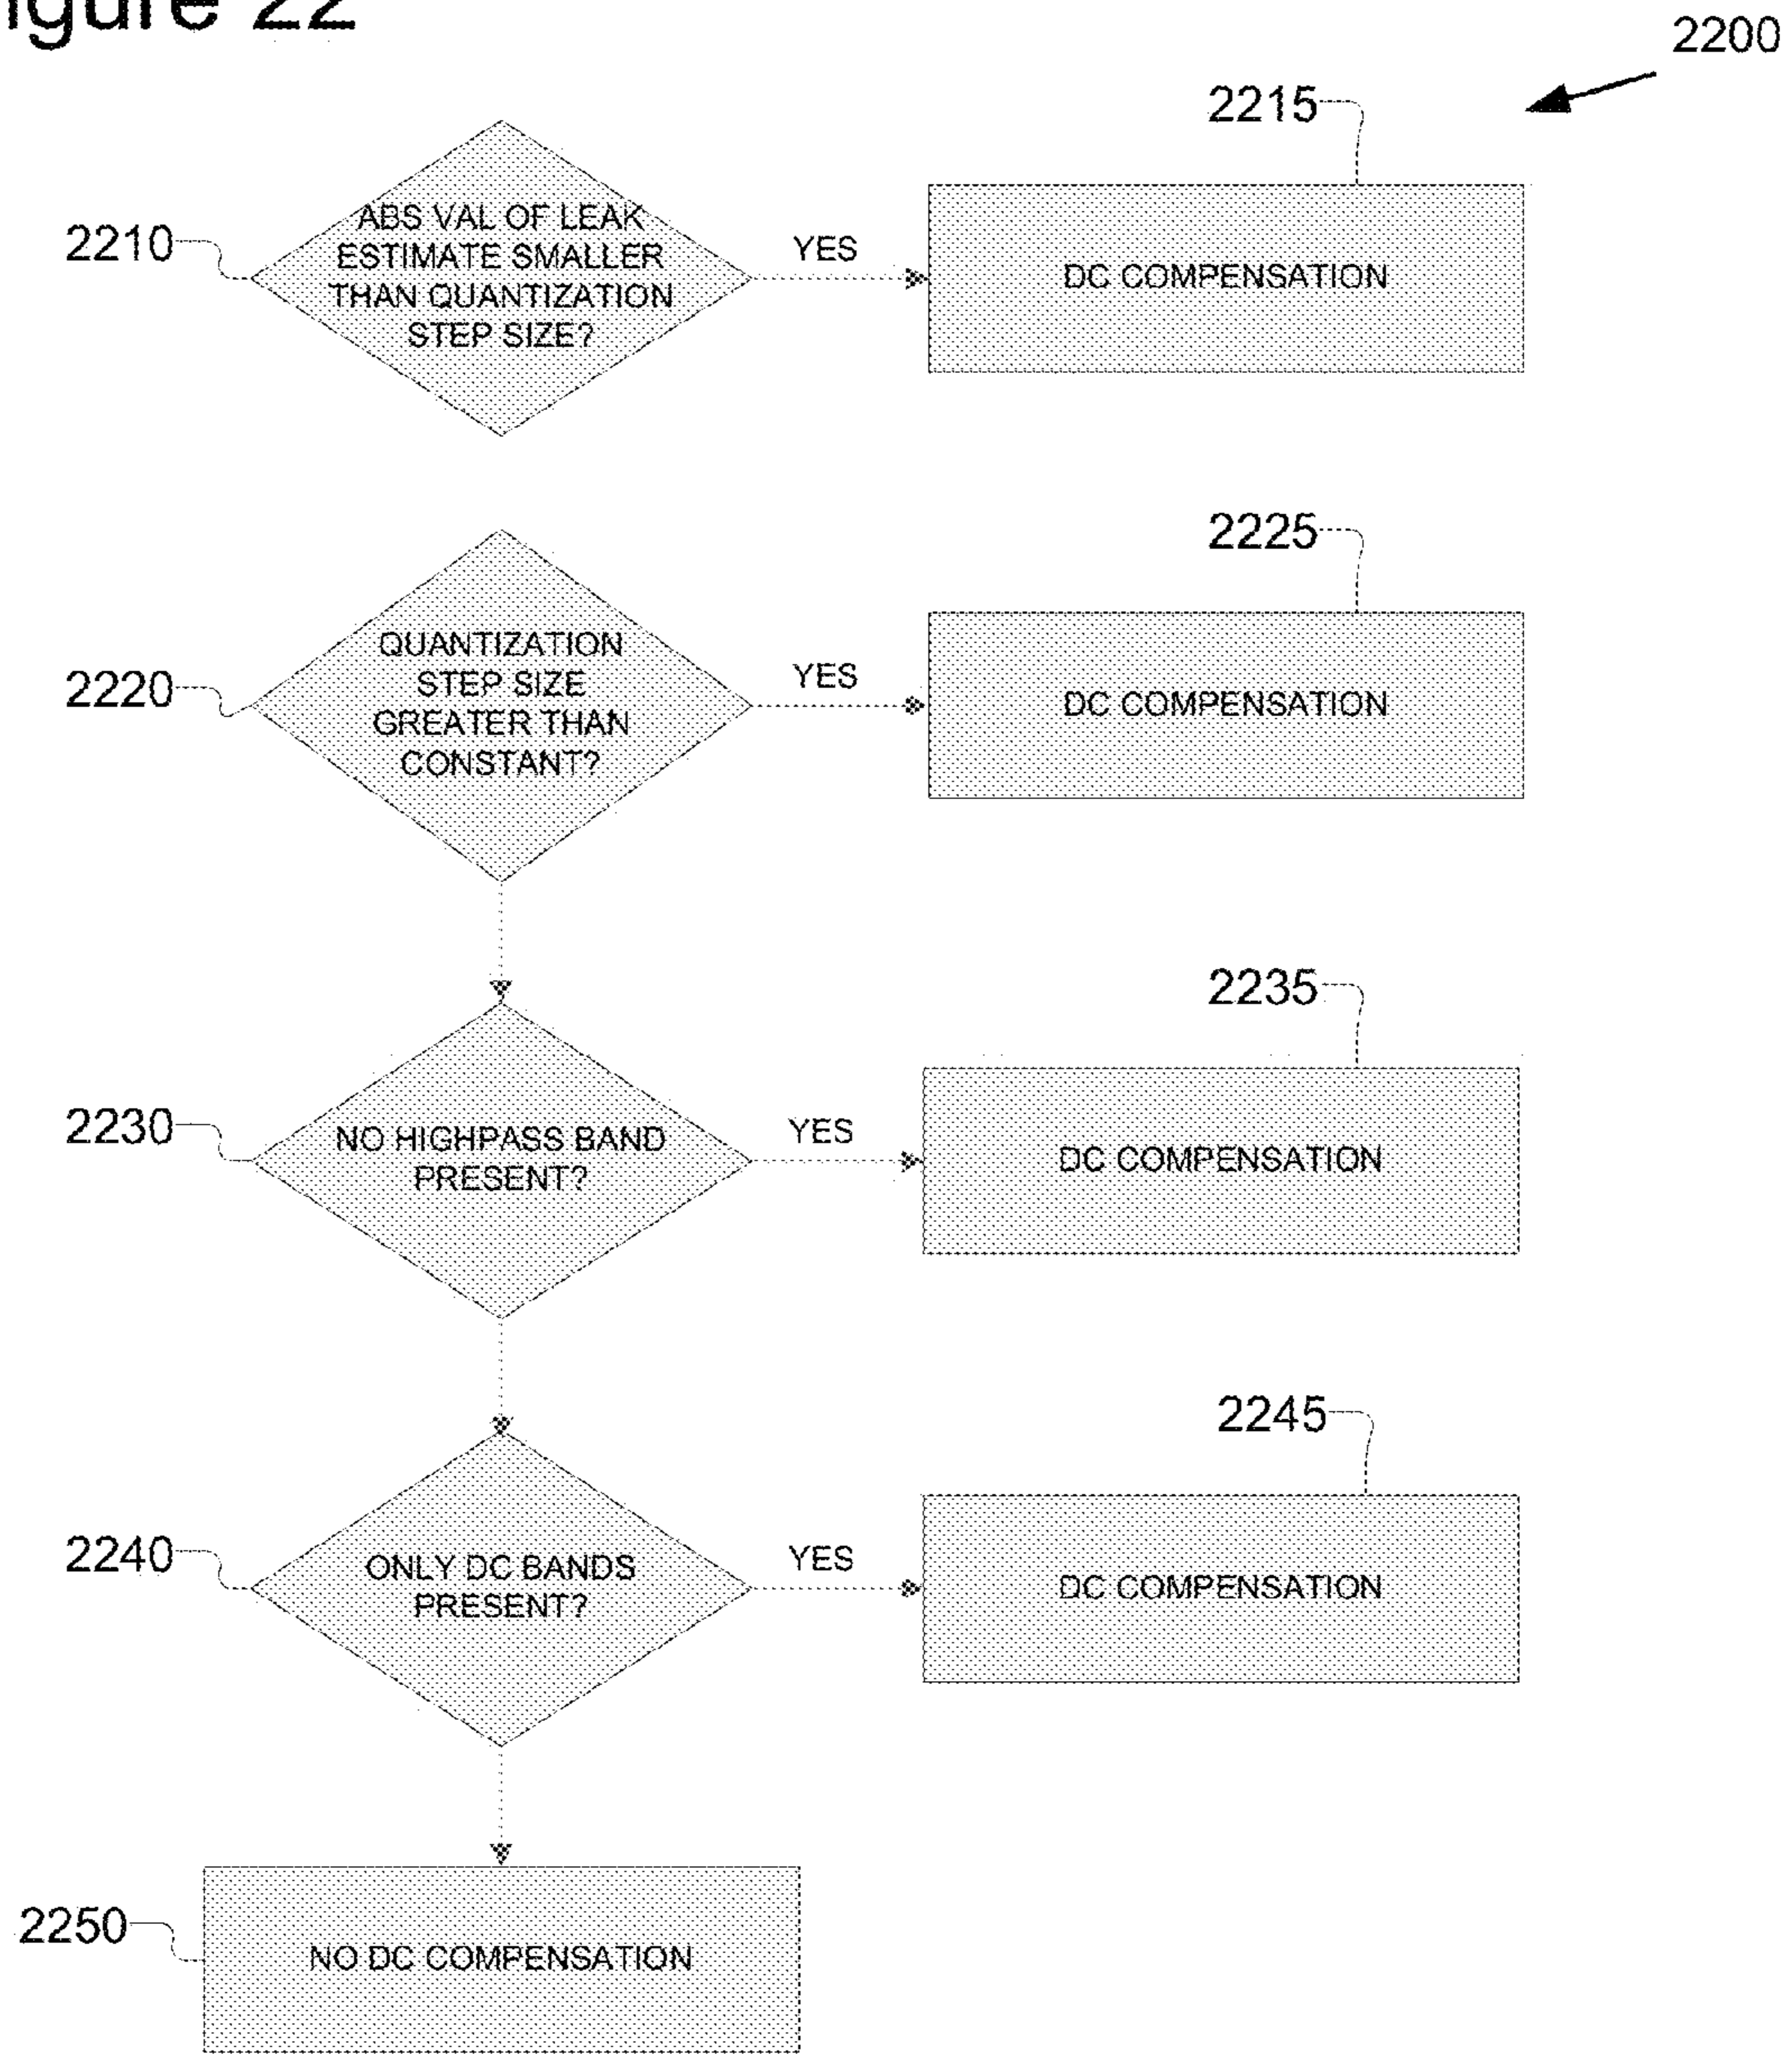 igure 22
2200
2215
2210
ABS VAL OF LEAK
ESTIMATE SMALLER
THAN QUANTIZATION
STEP SIZE?
YES
DC COMPENSATION
2225
2220
QUANTIZATION
STEP SIZE
GREATER THAN
CONSTANT?
YES
DC COMPENSATION
2235
2230
NO HIGHPASS BAND
PRESENT?
YES
DC COMPENSATION
2245
2240
ONLY DC BANDS
PRESENT?
YES
DC COMPENSATION
2250
NO DC COMPENSATION